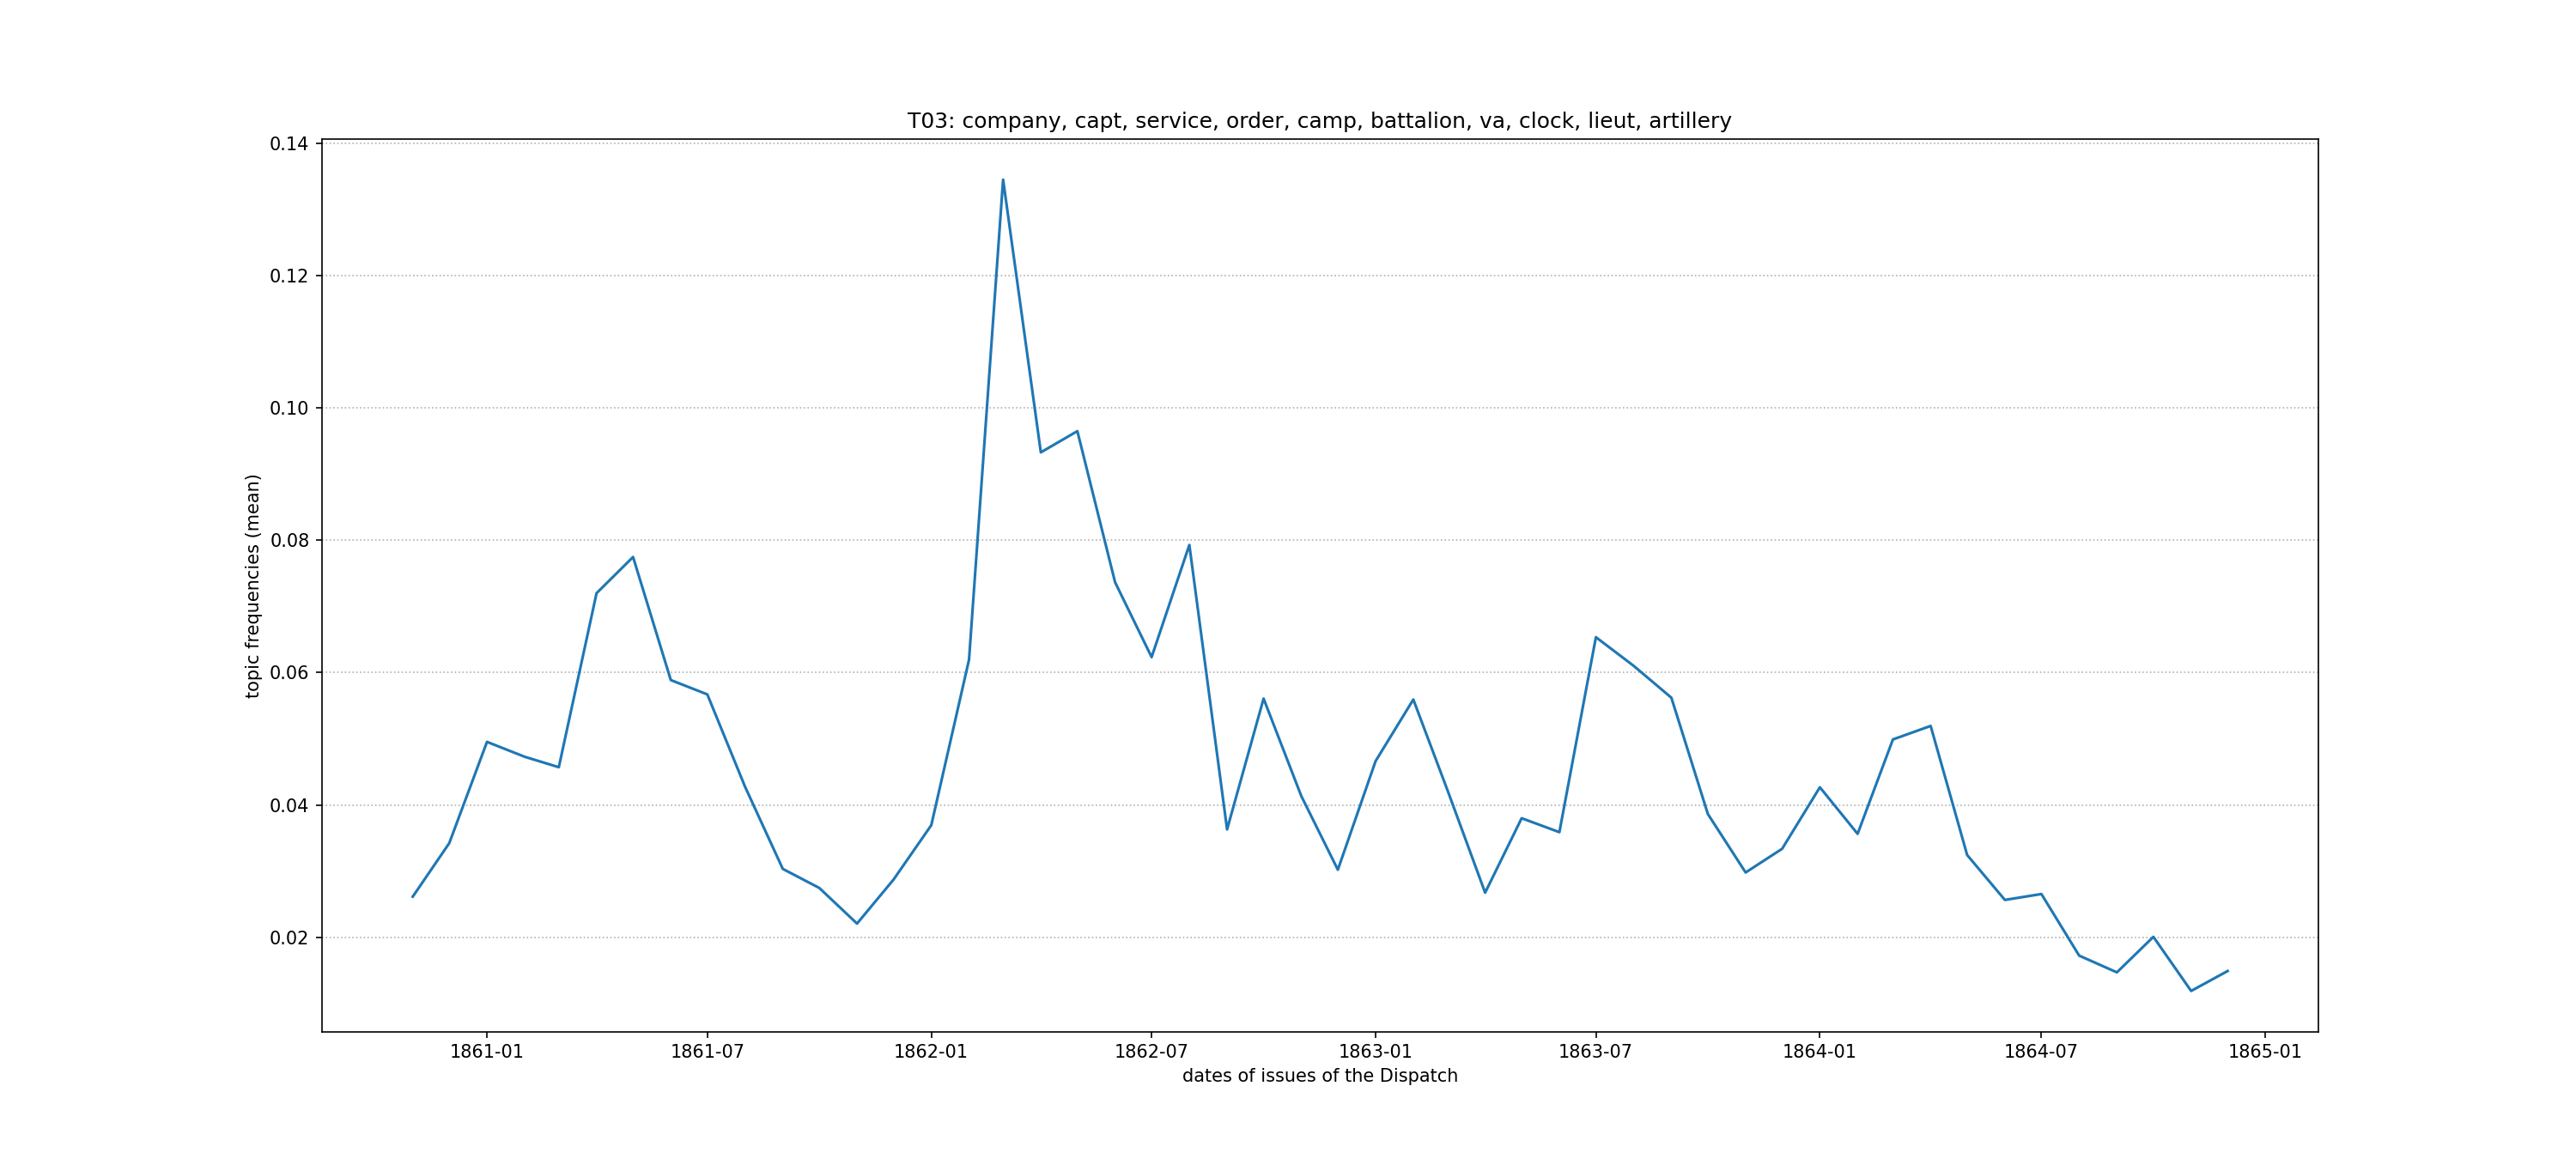 T03: company, capt, service, order, camp, battalion, va, clock, lieut, artillery
0.14
0.12
0.10
0.08
0.06
0.04
0.02
topic frequencies (mean)
1861-01 1861-07 1862-01 1862-07 1863-01 1863-07 1864-01 1864-07 1865-01
dates of issues of the Dispatch